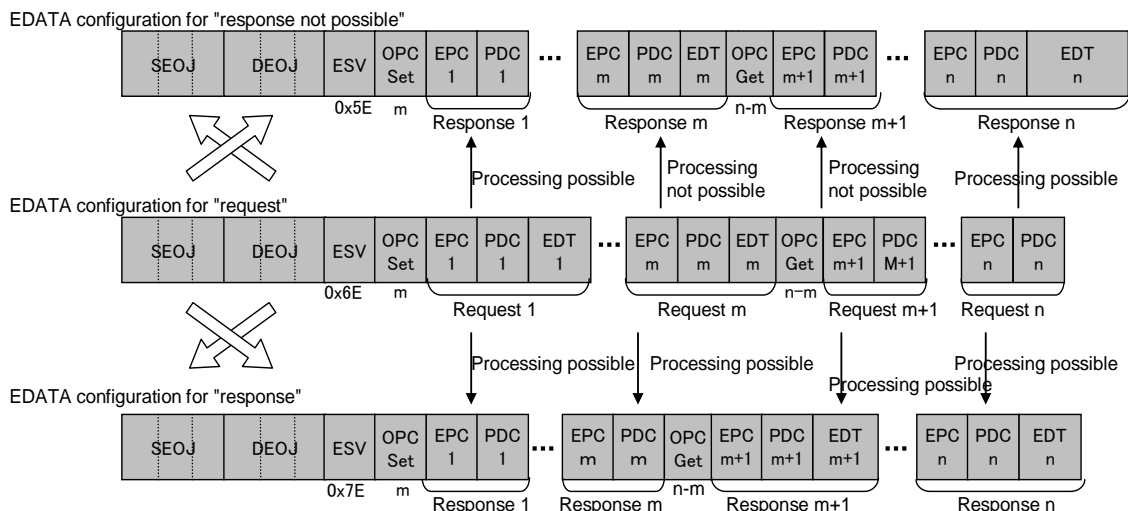 EDATA configuration for "response not possible"
SEOJ DEOJ ESV OPC Set EPC 1 PDC 1 ... EPC m PDC m EDT m OPC Get EPC m+1 PDC m+1 ... EPC n PDC n EDT n
0x5E m Response 1 Response m n-m Response m+1 Response n
Processing possible Processing not possible Processing not possible Processing possible
EDATA configuration for "request"
SEOJ DEOJ ESV OPC Set EPC 1 PDC 1 EDT 1 ... EPC m PDC m EDT m OPC Get EPC m+1 PDC M+1 ... EPC n PDC n
0x6E m Request 1 Request m n-m Request m+1 Request n
Processing possible Processing possible Processing possible Processing possible
EDATA configuration for "response"
SEOJ DEOJ ESV OPC Set EPC 1 PDC 1 ... EPC m PDC m OPC Get EPC m+1 PDC m+1 EDT m+1 ... EPC n PDC n EDT n
0x7E m Response 1 Response m n-m Response m+1 Response n